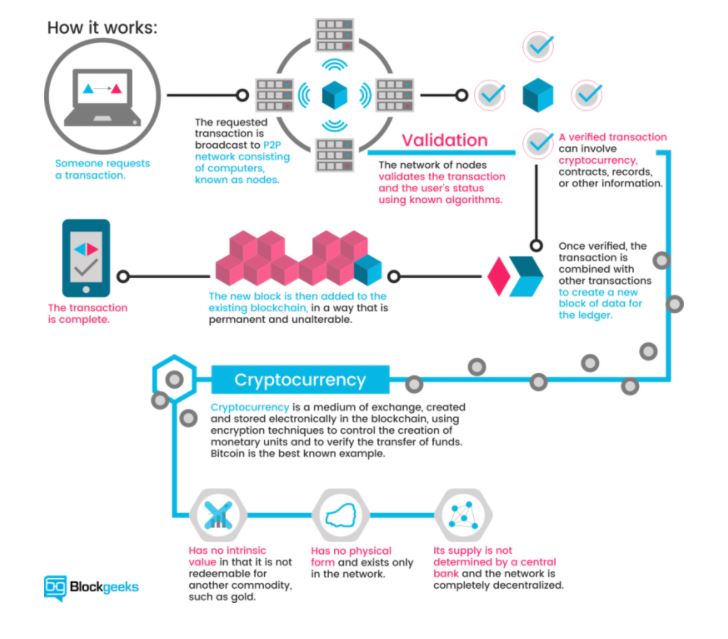 How it works:
Someone requests
a transaction.
The requested
transaction is
broadcast to P2P
network consisting
of computers,
known as nodes.
Validation
The network of nodes
validates the transaction
and the user's status
using known algorithms.
A verified transaction
can involve
cryptocurrency,
contracts, records,
or other information.
Once verified, the
transaction is
combined with
other transactions
to create a new
block of data for
the ledger.
The new block is then added to the
existing blockchain, in a way that is
permanent and unalterable.
The transaction
is complete.
Cryptocurrency
Cryptocurrency is a medium of exchange, created
and stored electronically in the blockchain, using
encryption techniques to control the creation of
monetary units and to verify the transfer of funds.
Bitcoin is the best known example.
Has no intrinsic
value in that it is not
redeemable for
another commodity,
such as gold.
Has no physical
form and exists only
in the network.
Its supply is not
determined by a central
bank and the network is
completely decentralized.
bg Blockgeeks